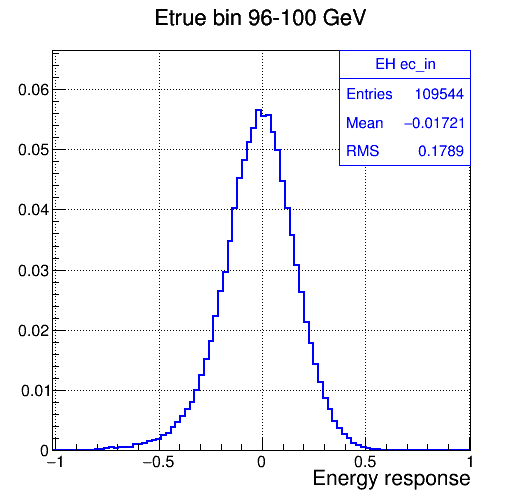 Etrue bin 96-100 GeV
EH ec_in
Entries 109544
Mean −0.01721
RMS 0.1789
0.06
0.05
0.04
0.03
0.02
0.01
0
−1 −0.5 0 0.5 1
Energy response